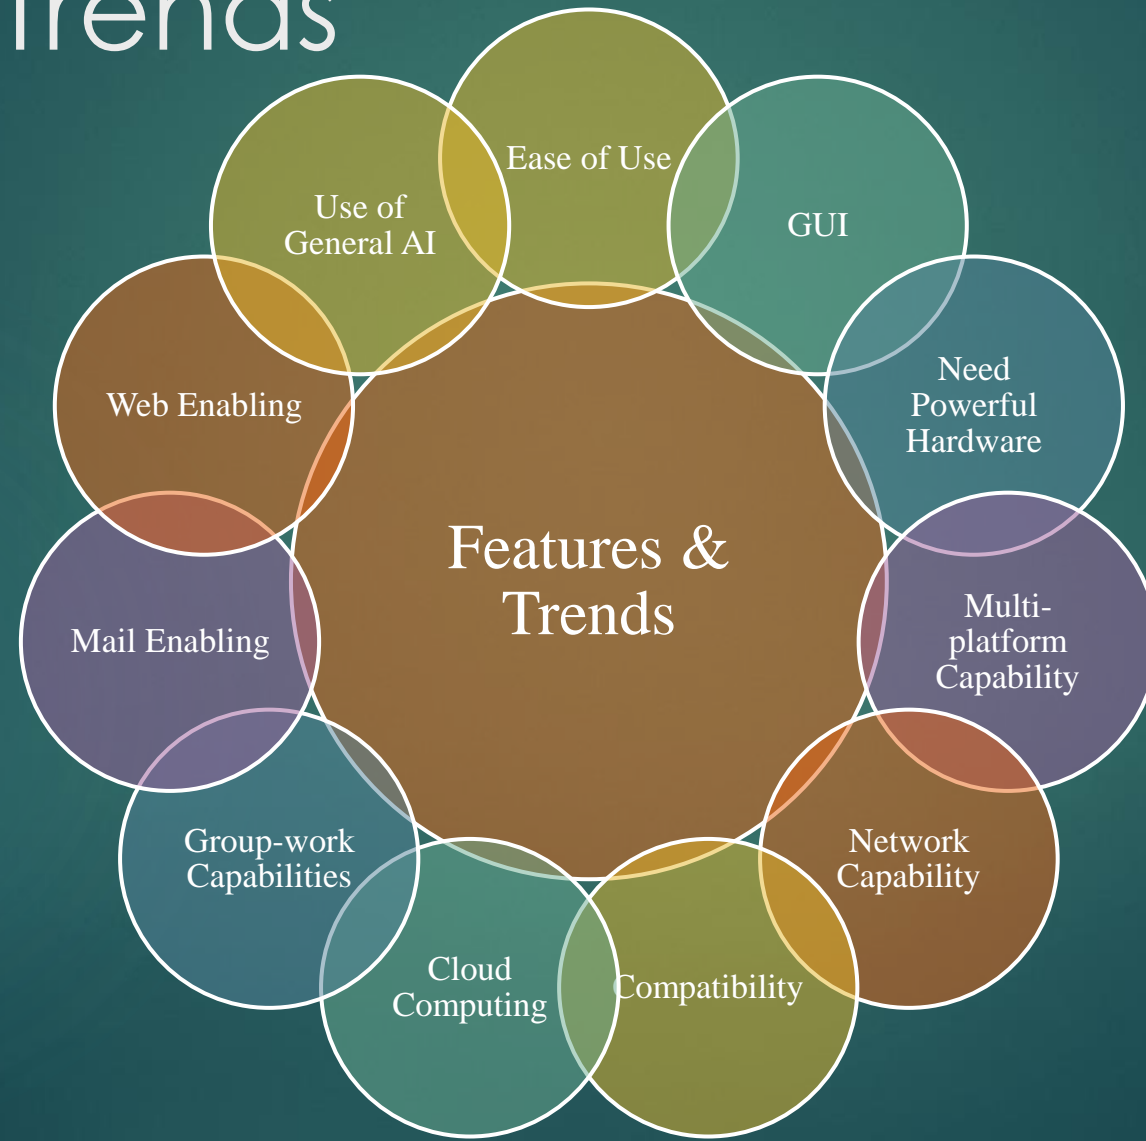 Trends
Ease of Use
GUI
Need
Powerful
Hardware
Multi-
platform
Capability
Network
Capability
Compatibility
Cloud
Computing
Group-work
Capabilities
Mail Enabling
Web Enabling
Use of
General AI
Features &
Trends